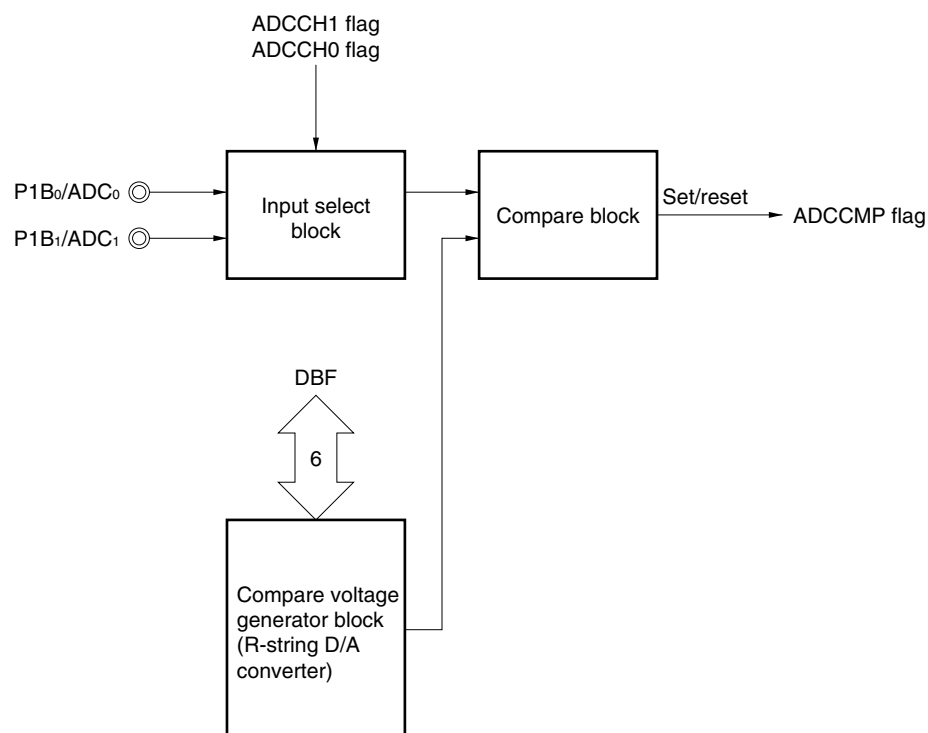 ADCCH1 flag
ADCCH0 flag
P1B₀/ADC₀
P1B₁/ADC₁
Input select
block
Compare block
Set/reset
ADCCMP flag
DBF
6
Compare voltage
generator block
(R-string D/A
converter)